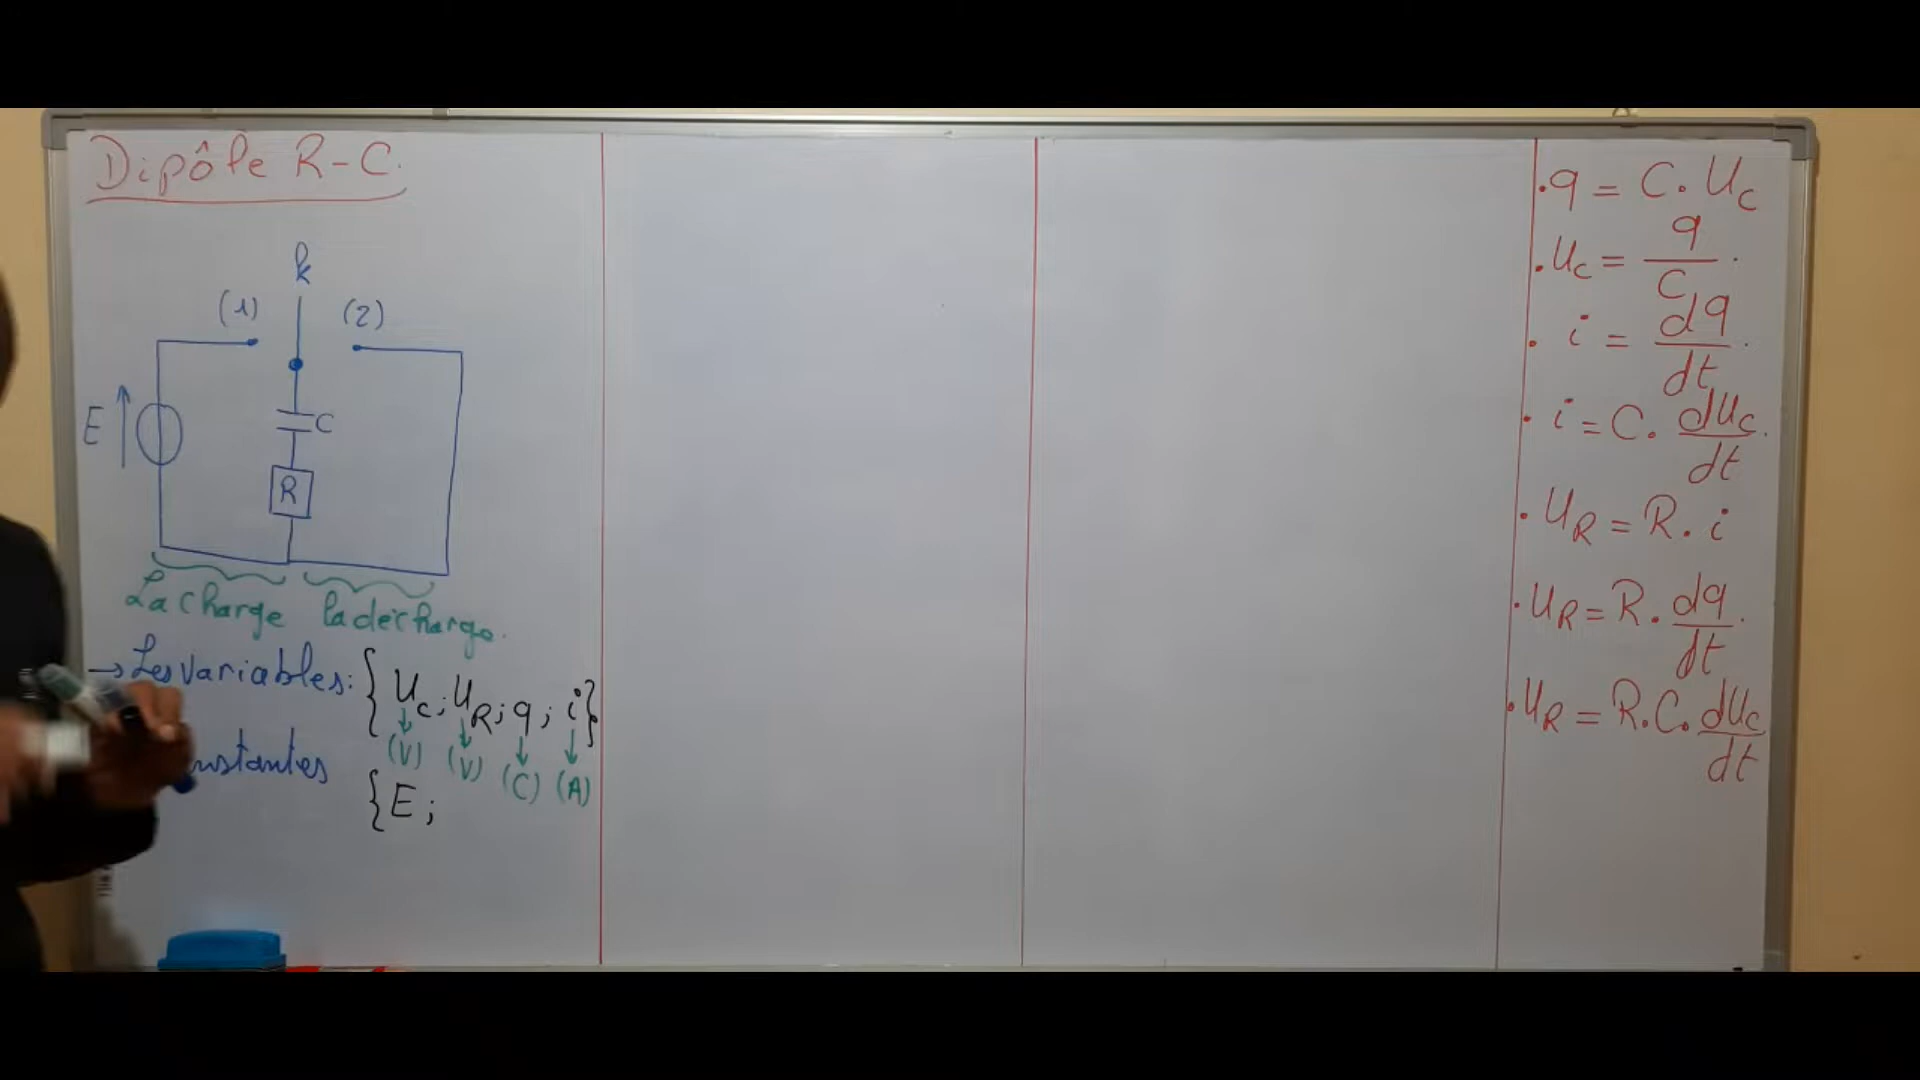 Dipôle R-C.
k
(1) (2)
E
C
R
La charge la décharge.
→ Les variables: {Uc; UR; q; i}
(V) (V) (C) (A)
{E;
. q = C. Uc
. Uc = q/C .
. i = dq/dt .
. i = C. dUc/dt .
. UR = R. i
. UR = R. dq/dt .
. UR = R.C. dUc/dt